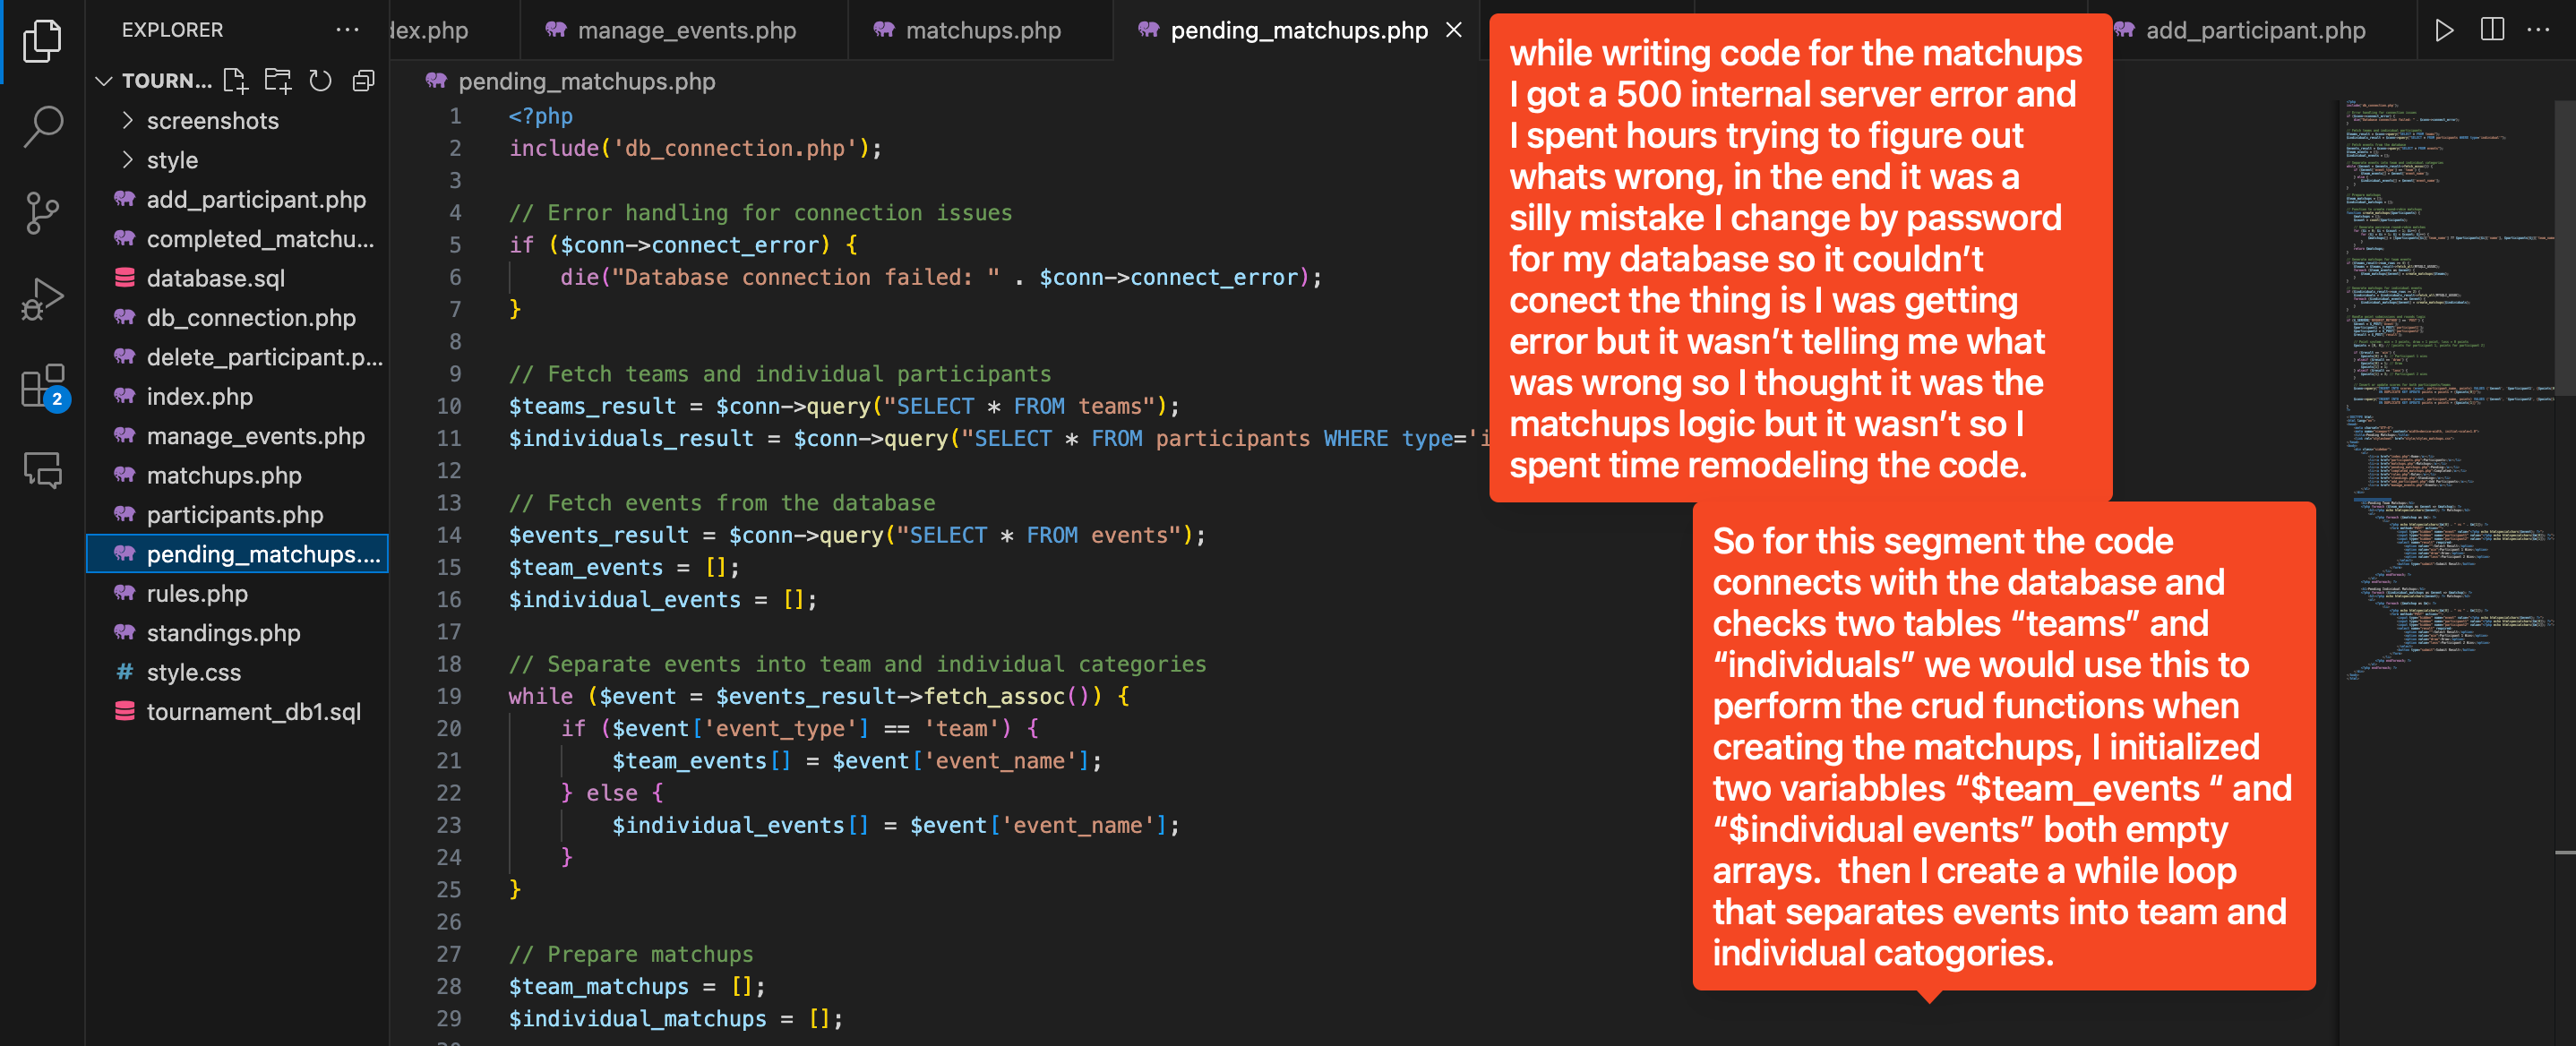 EXPLORER
TOURN...
screenshots
style
add_participant.php
completed_matchu...
database.sql
db_connection.php
delete_participant.p...
index.php
manage_events.php
matchups.php
participants.php
pending_matchups....
rules.php
standings.php
style.css
tournament_db1.sql
2
dex.php
manage_events.php
matchups.php
pending_matchups.php
add_participant.php
pending_matchups.php
1 <?php
2 include('db_connection.php');
3
4 // Error handling for connection issues
5 if ($conn->connect_error) {
6 die("Database connection failed: " . $conn->connect_error);
7 }
8
9 // Fetch teams and individual participants
10 $teams_result = $conn->query("SELECT * FROM teams");
11 $individuals_result = $conn->query("SELECT * FROM participants WHERE type='i
12
13 // Fetch events from the database
14 $events_result = $conn->query("SELECT * FROM events");
15 $team_events = [];
16 $individual_events = [];
17
18 // Separate events into team and individual categories
19 while ($event = $events_result->fetch_assoc()) {
20 if ($event['event_type'] == 'team') {
21 $team_events[] = $event['event_name'];
22 } else {
23 $individual_events[] = $event['event_name'];
24 }
25 }
26
27 // Prepare matchups
28 $team_matchups = [];
29 $individual_matchups = [];
while writing code for the matchups
I got a 500 internal server error and
I spent hours trying to figure out
whats wrong, in the end it was a
silly mistake I change by password
for my database so it couldn’t
conect the thing is I was getting
error but it wasn’t telling me what
was wrong so I thought it was the
matchups logic but it wasn’t so I
spent time remodeling the code.
So for this segment the code
connects with the database and
checks two tables “teams” and
“individuals” we would use this to
perform the crud functions when
creating the matchups, I initialized
two variabbles “$team_events “ and
“$individual events” both empty
arrays.  then I create a while loop
that separates events into team and
individual catogories.